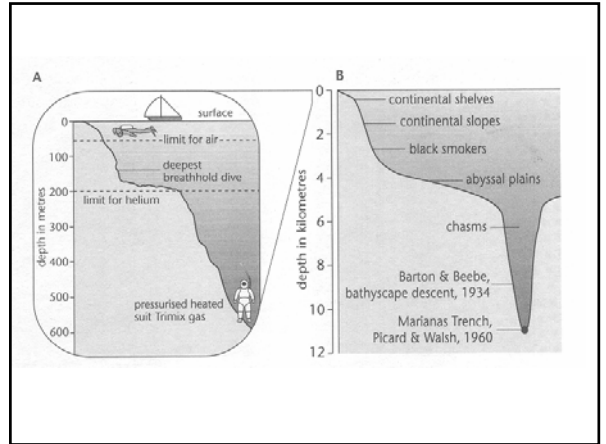 A
surface
0
limit for air
100
deepest
breathhold dive
200
limit for helium
300
400
500
pressurised heated
suit Trimix gas
600
depth in metres
B
0
continental shelves
continental slopes
2
black smokers
4
abyssal plains
chasms
6
8
Barton & Beebe,
bathyscape descent, 1934
10
Marianas Trench,
Picard & Walsh, 1960
12
depth in kilometres